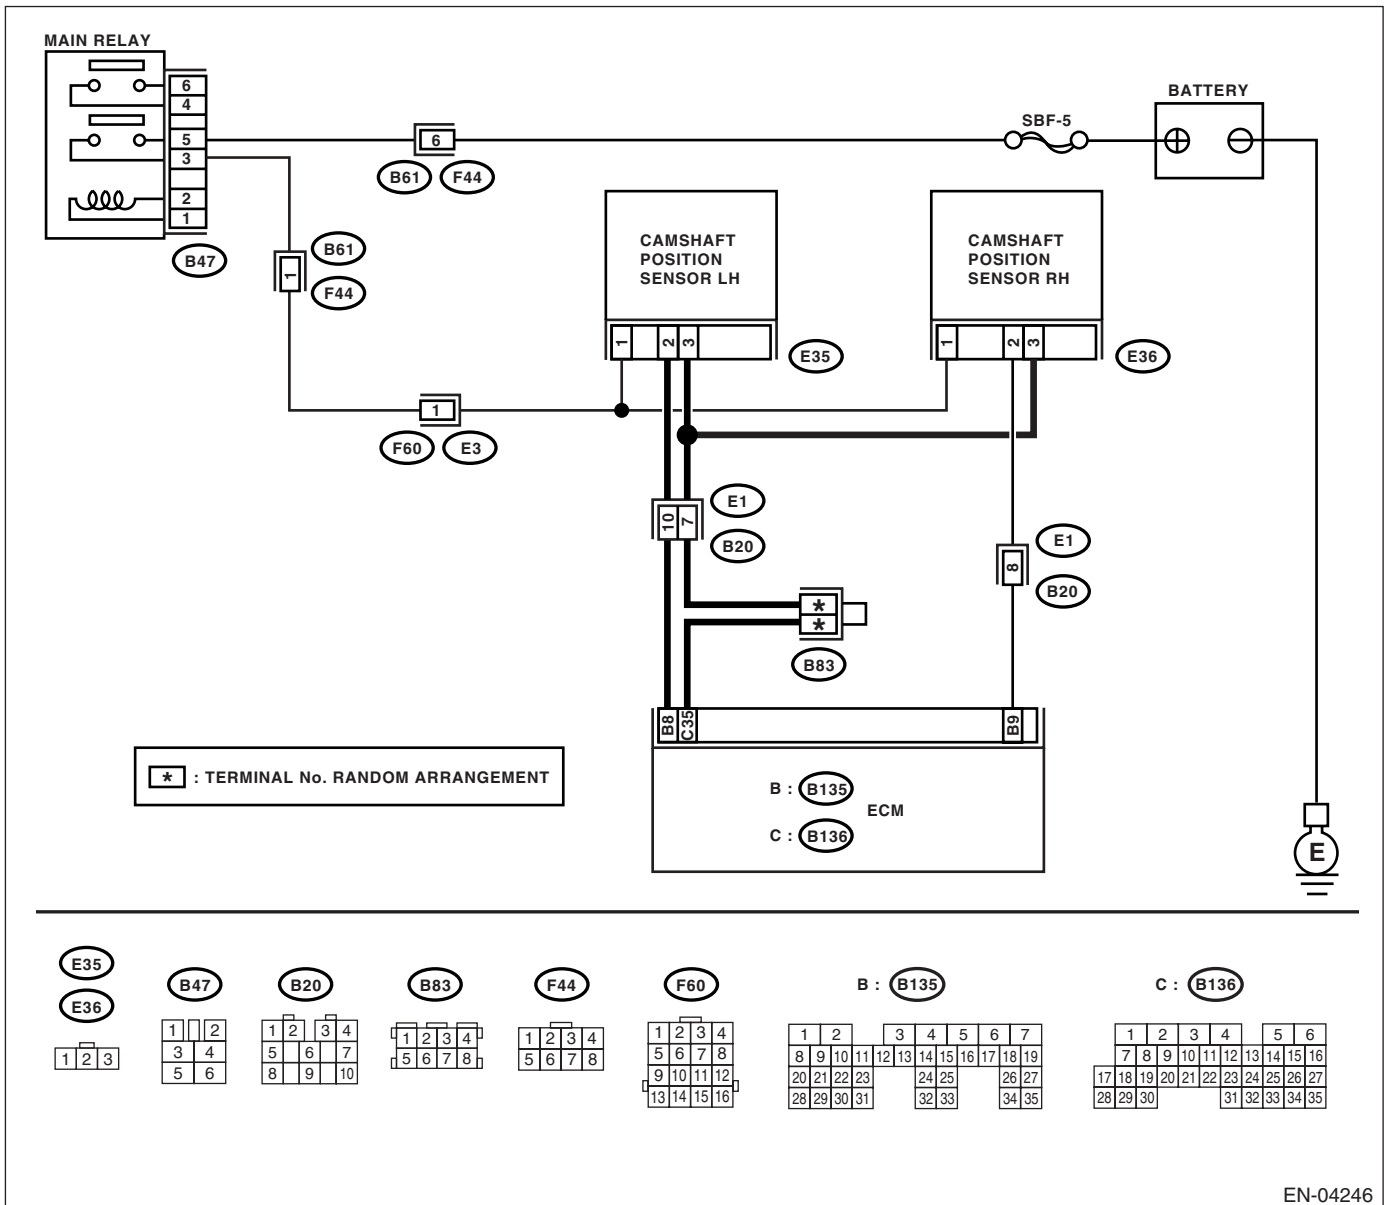 MAIN RELAY
6
4
5
3
2
1
B47
6
B61 F44
SBF-5
BATTERY
1
B61
F44
CAMSHAFT
POSITION
SENSOR LH
1 2 3
E35
CAMSHAFT
POSITION
SENSOR RH
1 2 3
E36
1
F60 E3
10 7
E1
B20
8
E1
B20
* 
*
B83
B8 C35 B9
B : B135
ECM
C : B136
* : TERMINAL No. RANDOM ARRANGEMENT
E
E35
E36
1 2 3
B47
1 2
3 4
5 6
B20
1 2 3 4
5 6 7
8 9 10
B83
1 2 3 4
5 6 7 8
F44
1 2 3 4
5 6 7 8
F60
1 2 3 4
5 6 7 8
9 10 11 12
13 14 15 16
B : B135
1 2 3 4 5 6 7
8 9 10 11 12 13 14 15 16 17 18 19
20 21 22 23 24 25 26 27
28 29 30 31 32 33 34 35
C : B136
1 2 3 4 5 6
7 8 9 10 11 12 13 14 15 16
17 18 19 20 21 22 23 24 25 26 27
28 29 30 31 32 33 34 35
EN-04246